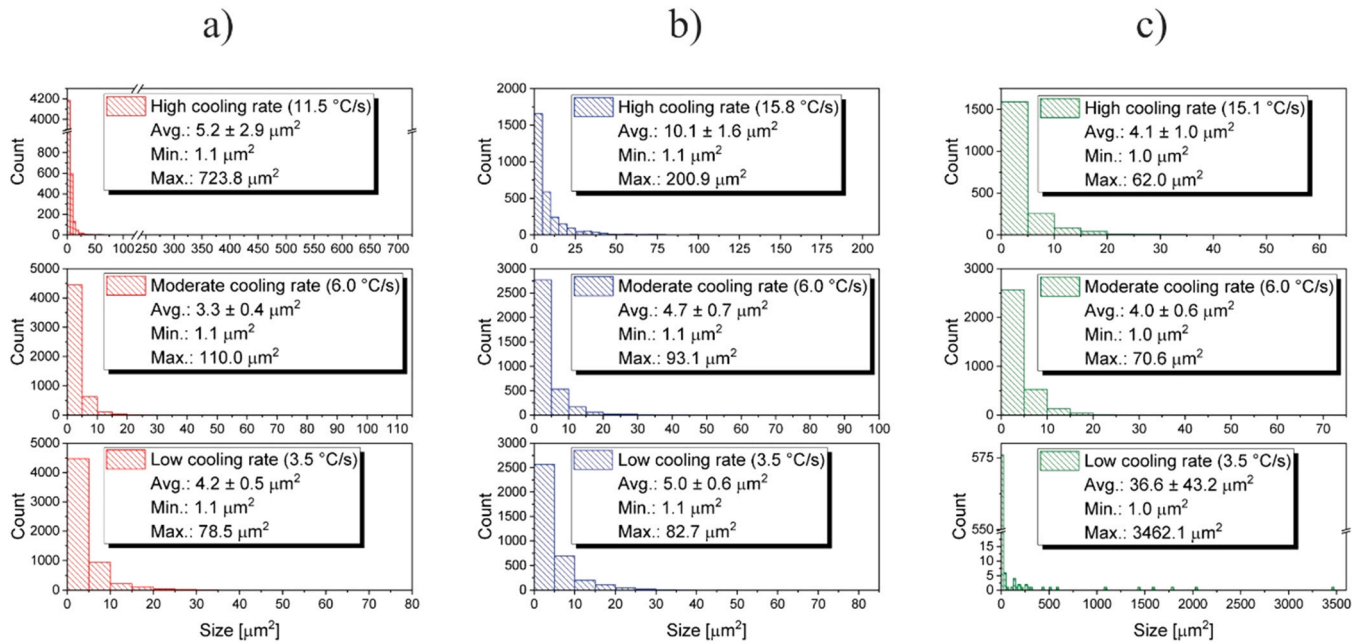 a)
b)
c)
4200
4000
800
600
400
200
0
Count
High cooling rate (11.5 °C/s)
Avg.: 5.2 ± 2.9 μm²
Min.: 1.1 μm²
Max.: 723.8 μm²
0 50 100 250 300 350 400 450 500 550 600 650 700
2000
1500
1000
500
0
Count
High cooling rate (15.8 °C/s)
Avg.: 10.1 ± 1.6 μm²
Min.: 1.1 μm²
Max.: 200.9 μm²
0 25 50 75 100 125 150 175 200
1500
1000
500
0
Count
High cooling rate (15.1 °C/s)
Avg.: 4.1 ± 1.0 μm²
Min.: 1.0 μm²
Max.: 62.0 μm²
0 10 20 30 40 50 60
5000
4000
3000
2000
1000
0
Count
Moderate cooling rate (6.0 °C/s)
Avg.: 3.3 ± 0.4 μm²
Min.: 1.1 μm²
Max.: 110.0 μm²
0 10 20 30 40 50 60 70 80 90 100 110
3000
2500
2000
1500
1000
500
0
Count
Moderate cooling rate (6.0 °C/s)
Avg.: 4.7 ± 0.7 μm²
Min.: 1.1 μm²
Max.: 93.1 μm²
0 10 20 30 40 50 60 70 80 90 100
3000
2000
1000
0
Count
Moderate cooling rate (6.0 °C/s)
Avg.: 4.0 ± 0.6 μm²
Min.: 1.0 μm²
Max.: 70.6 μm²
0 10 20 30 40 50 60 70
5000
4000
3000
2000
1000
0
Count
Low cooling rate (3.5 °C/s)
Avg.: 4.2 ± 0.5 μm²
Min.: 1.1 μm²
Max.: 78.5 μm²
0 10 20 30 40 50 60 70 80
Size [μm²]
3000
2500
2000
1500
1000
500
0
Count
Low cooling rate (3.5 °C/s)
Avg.: 5.0 ± 0.6 μm²
Min.: 1.1 μm²
Max.: 82.7 μm²
0 10 20 30 40 50 60 70 80
Size [μm²]
575
550
15
10
5
0
Count
Low cooling rate (3.5 °C/s)
Avg.: 36.6 ± 43.2 μm²
Min.: 1.0 μm²
Max.: 3462.1 μm²
0 500 1000 1500 2000 2500 3000 3500
Size [μm²]